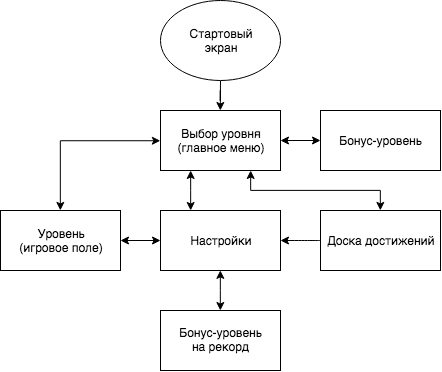 Стартовый
экран
Выбор уровня
(главное меню)
Бонус-уровень
Уровень
(игровое поле)
Настройки
Доска достижений
Бонус-уровень
на рекорд